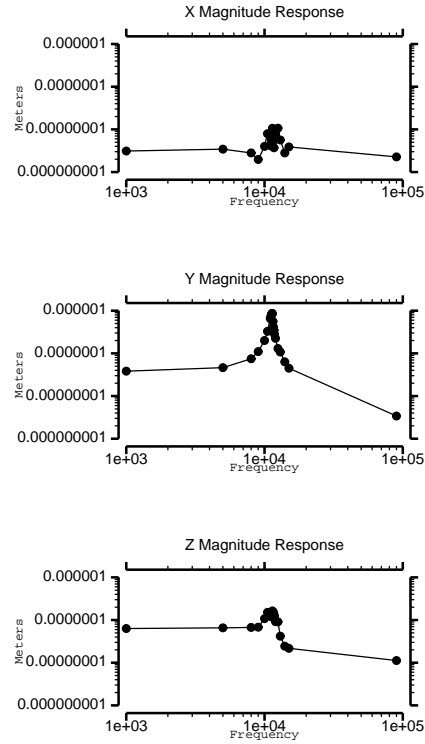 X Magnitude Response
0.000001
0.0000001
0.00000001
0.000000001
Meters
1e+03
1e+04
1e+05
Frequency
Y Magnitude Response
0.000001
0.0000001
0.00000001
0.000000001
Meters
1e+03
1e+04
1e+05
Frequency
Z Magnitude Response
0.000001
0.0000001
0.00000001
0.000000001
Meters
1e+03
1e+04
1e+05
Frequency